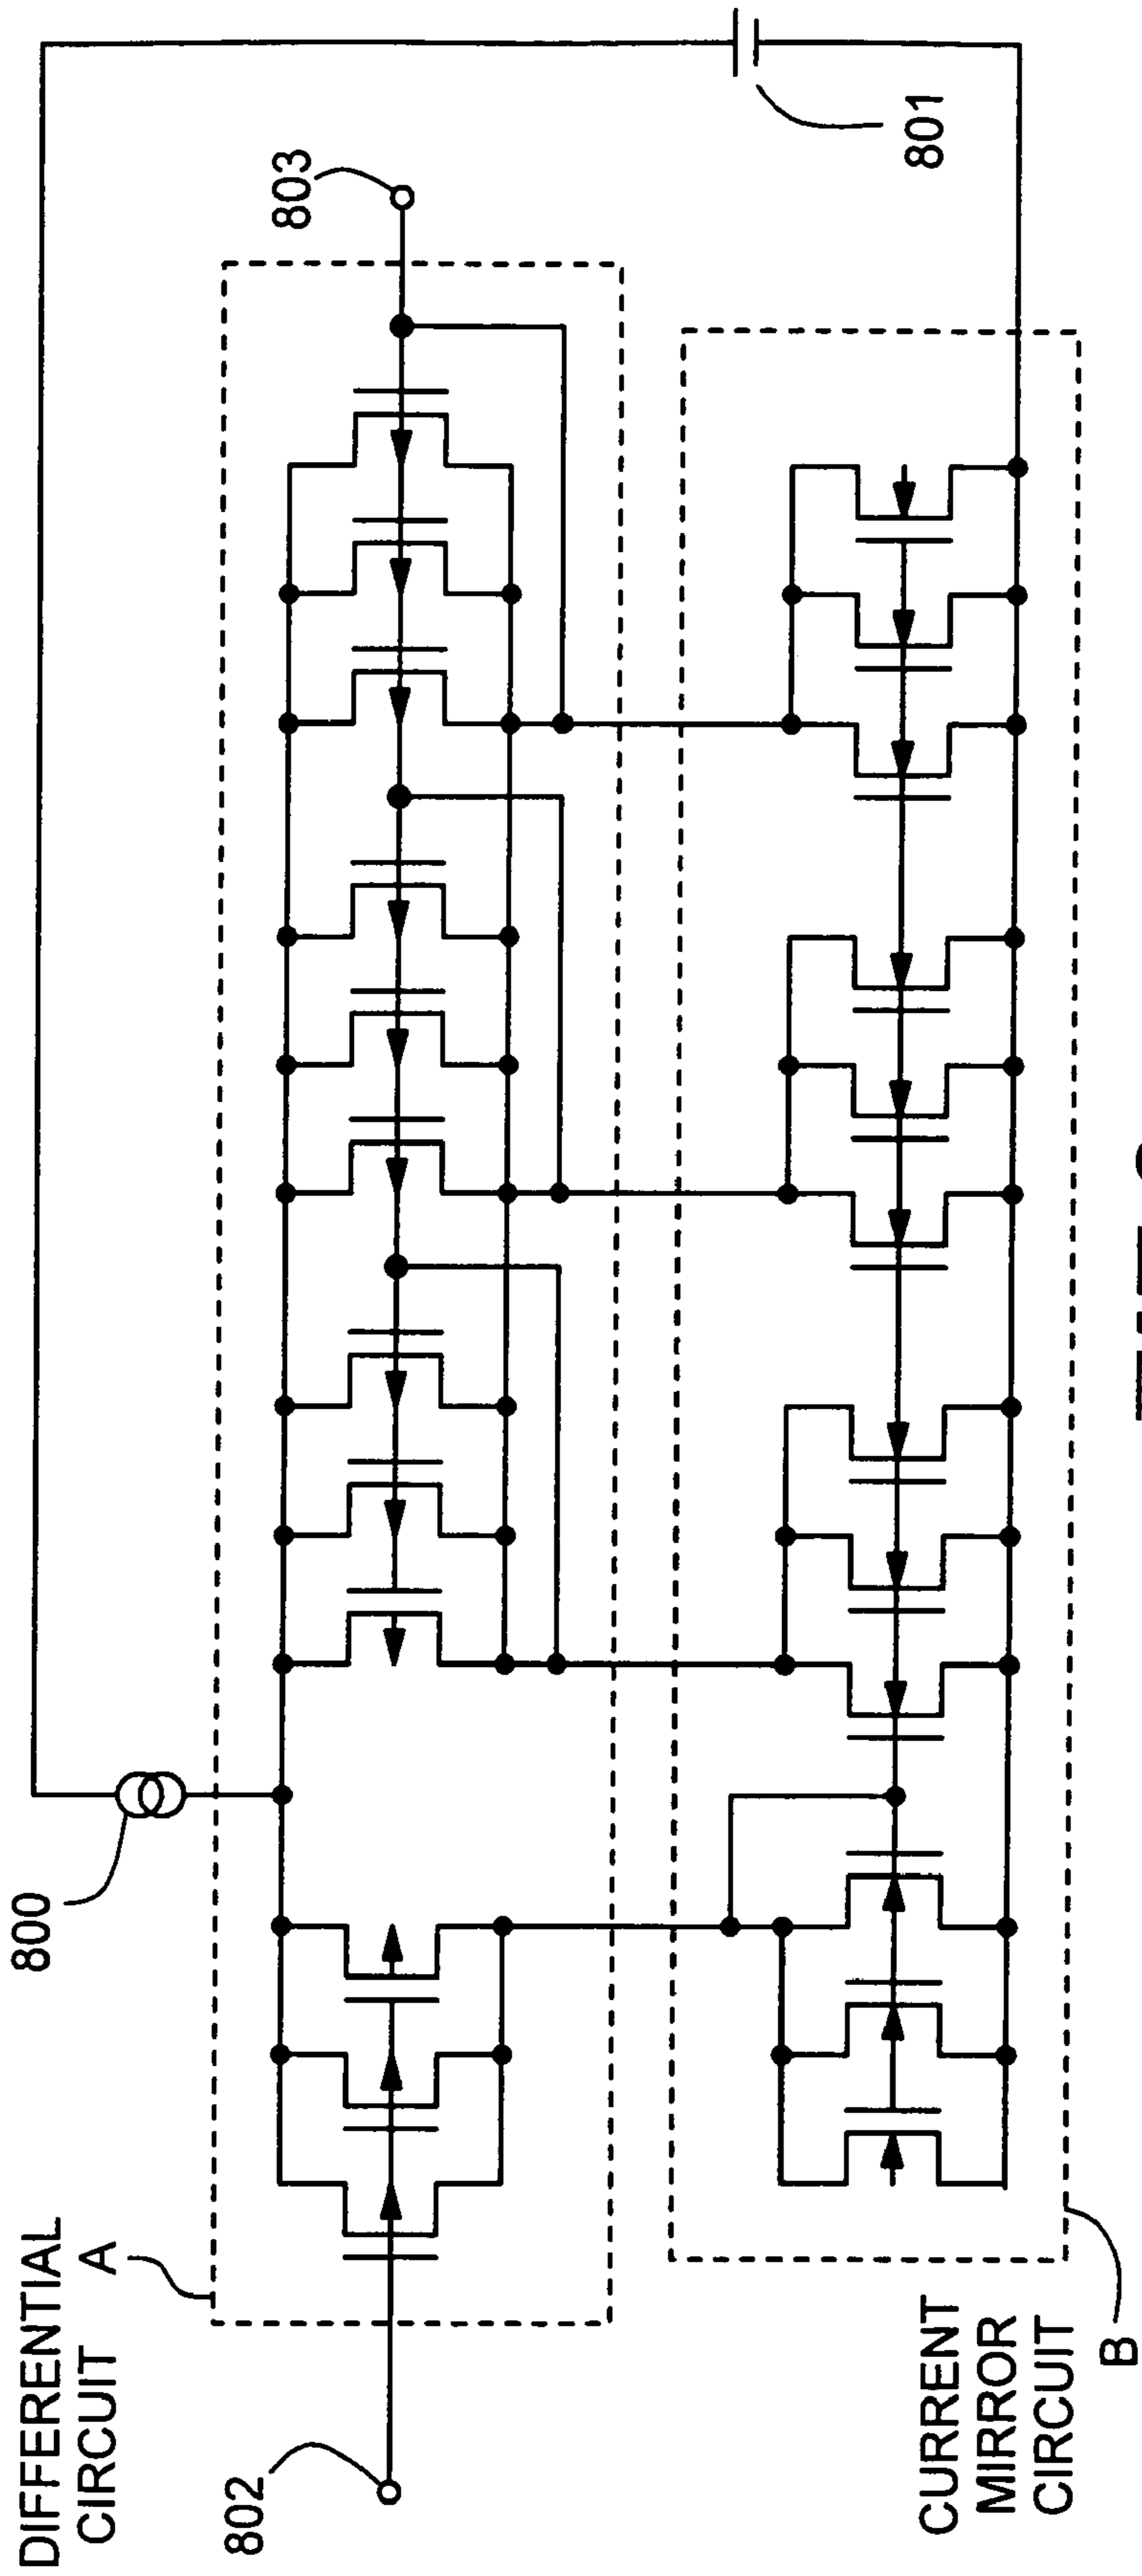 DIFFERENTIAL
CIRCUIT
A
800
802
803
801
CURRENT
MIRROR
CIRCUIT
B